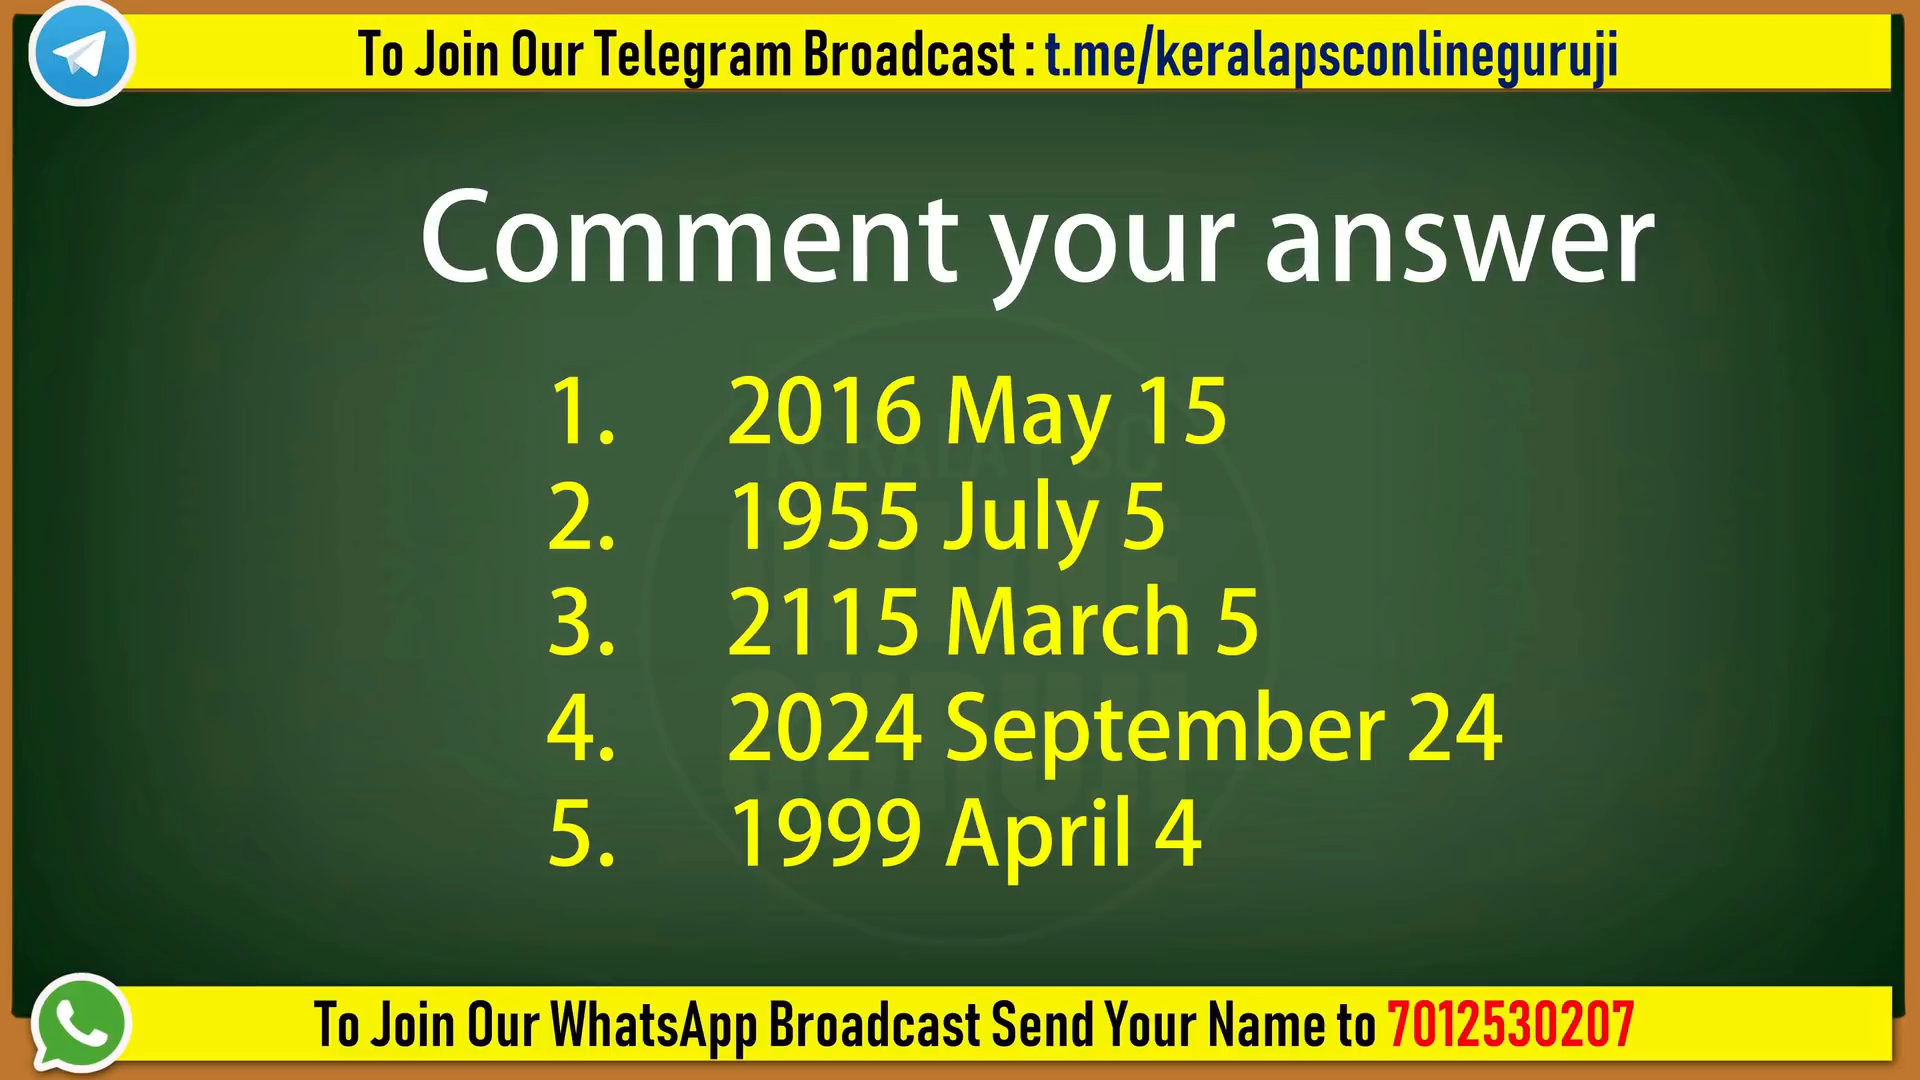 To Join Our Telegram Broadcast : t.me/keralapsconlineguruji
Comment your answer
1. 2016 May 15
2. 1955 July 5
3. 2115 March 5
4. 2024 September 24
5. 1999 April 4
To Join Our WhatsApp Broadcast Send Your Name to 7012530207